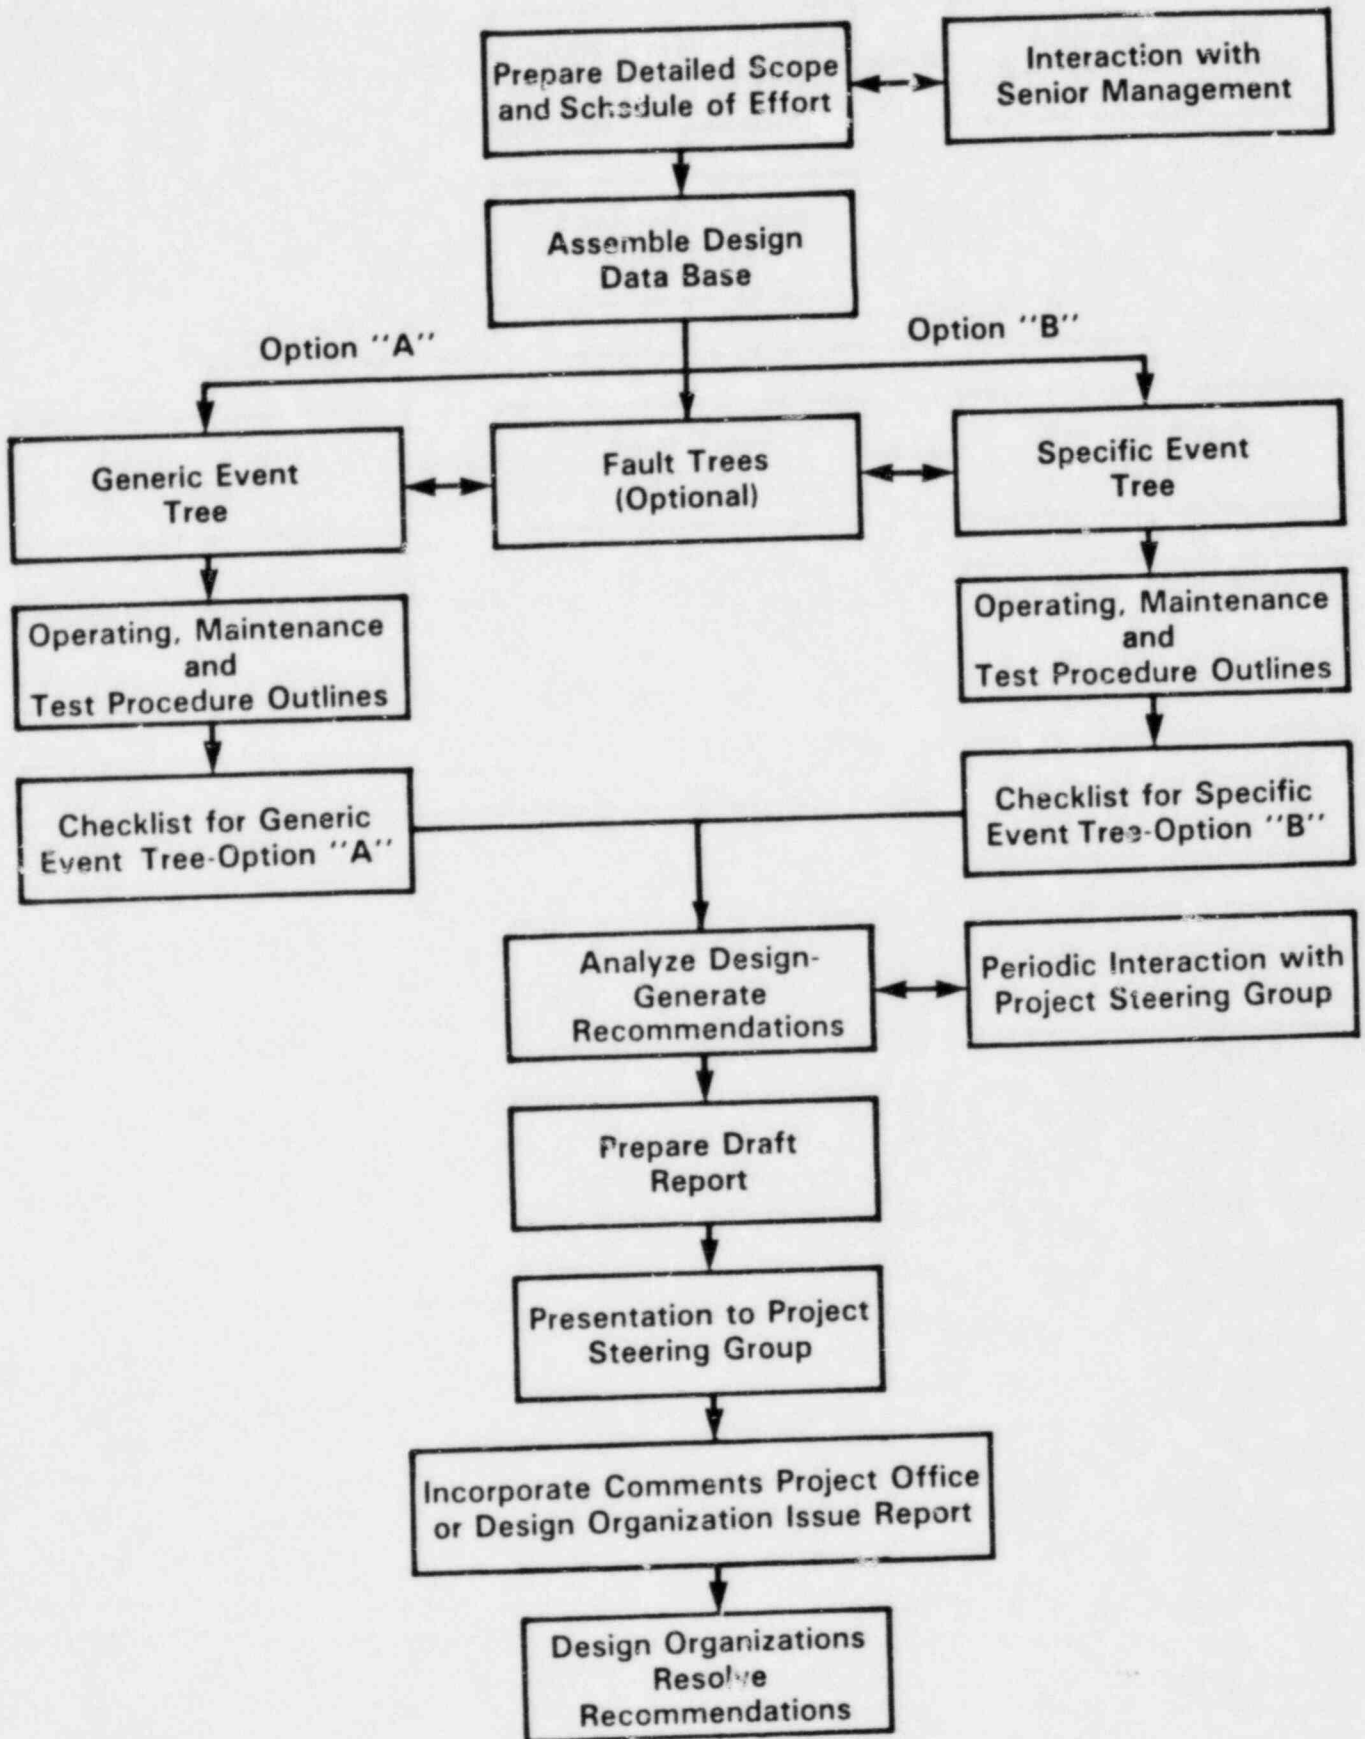 Prepare Detailed Scope
and Schedule of Effort
Interaction with
Senior Management
Assemble Design
Data Base
Option "A"
Option "B"
Generic Event
Tree
Fault Trees
(Optional)
Specific Event
Tree
Operating, Maintenance
and
Test Procedure Outlines
Operating, Maintenance
and
Test Procedure Outlines
Checklist for Generic
Event Tree-Option "A"
Checklist for Specific
Event Tree-Option "B"
Analyze Design-
Generate
Recommendations
Periodic Interaction with
Project Steering Group
Prepare Draft
Report
Presentation to Project
Steering Group
Incorporate Comments Project Office
or Design Organization Issue Report
Design Organizations
Resolve
Recommendations